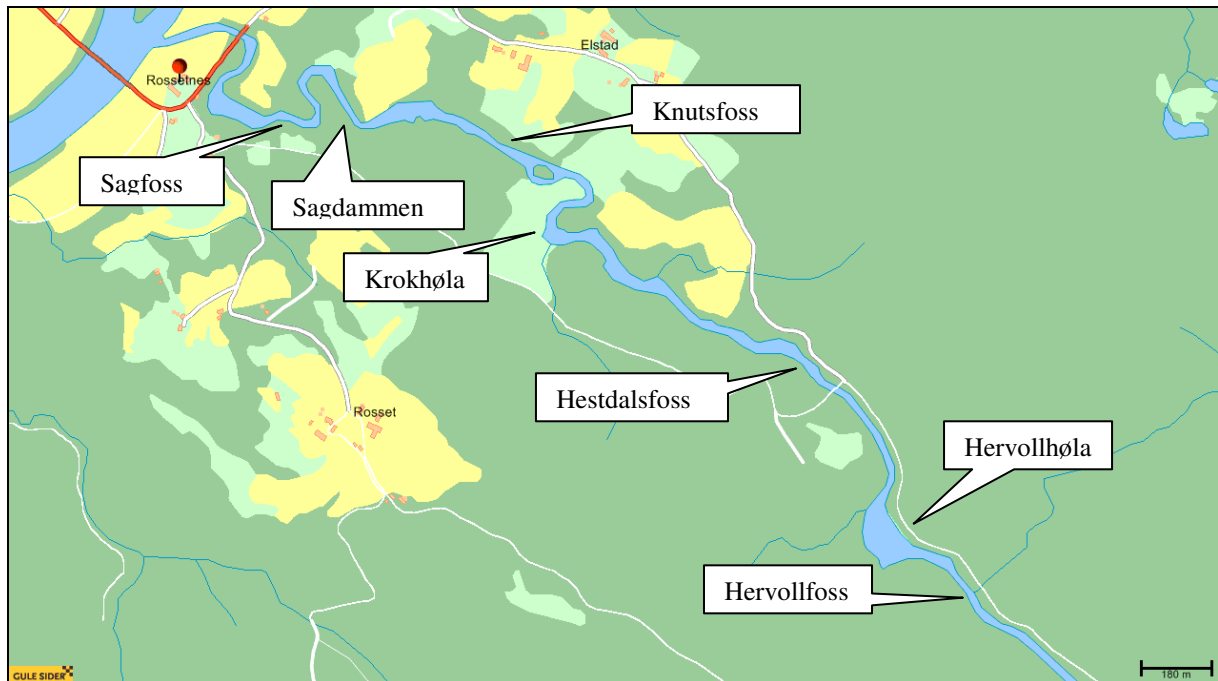 Elstad
Rossetnes
Knutsfoss
Sagfoss
Sagdammen
Krokhøla
Hestdalsfoss
Rosset
Hervollhøla
Hervollfoss
GULE SIDER
180 m